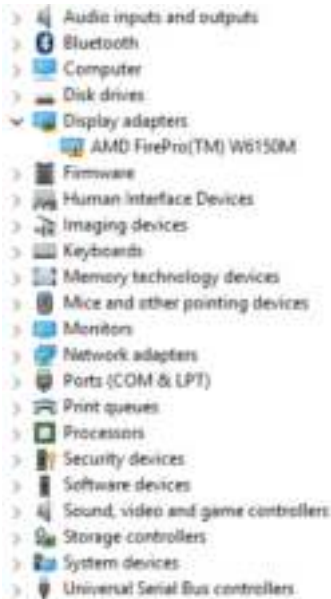 Audio inputs and outputs
Bluetooth
Computer
Disk drives
Display adapters
AMD FirePro(TM) W6150M
Firmware
Human Interface Devices
Imaging devices
Keyboards
Memory technology devices
Mice and other pointing devices
Monitors
Network adapters
Ports (COM & LPT)
Print queues
Processors
Security devices
Software devices
Sound, video and game controllers
Storage controllers
System devices
Universal Serial Bus controllers